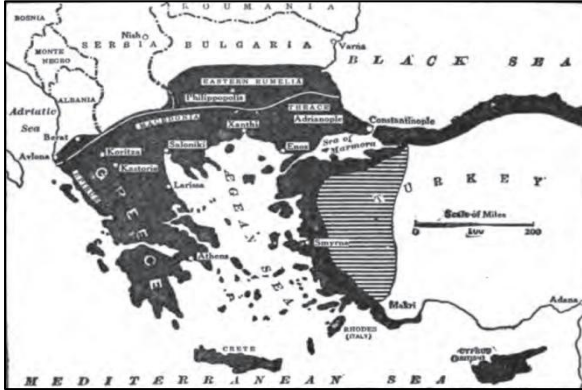 BOSNIA
ROUMANIA
SERBIA
Nish
BULGARIA
Varna
MONTE
NEGRO
BLACK SEA
ALBANIA
EASTERN RUMELIA
Philippopolis
Adriatic
Sea
MACEDONIA
THRACE
Adrianople
Constantinople
Xanthi
Berat
Avlona
Koritza
Saloniki
Enos
Sea of
Marmora
Kastoria
EPIRUS
Larissa
GREECE
AEGEAN SEA
TURKEY
Scale of Miles
0
200
Smyrna
Athens
Makri
Adana
RHODES
(ITALY)
CRETE
CYPRUS
MEDITERRANEAN SEA